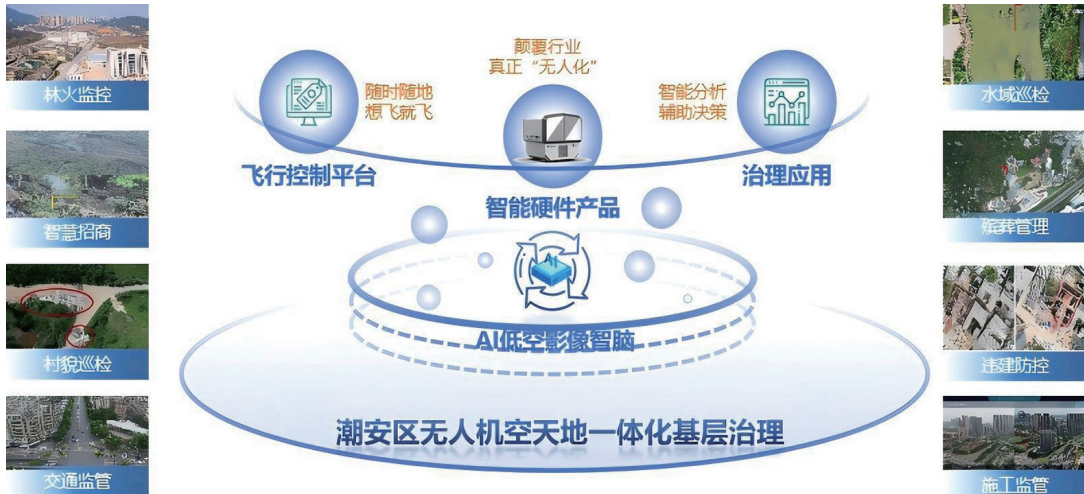 林火监控
智慧招商
村貌巡检
交通监管
随时随地
想飞就飞
飞行控制平台
颠覆行业
真正“无人化”
智能硬件产品
智能分析
辅助决策
治理应用
AI
AI低空影像智脑
潮安区无人机空天地一体化基层治理
水域巡检
殡葬管理
违建防控
施工监管